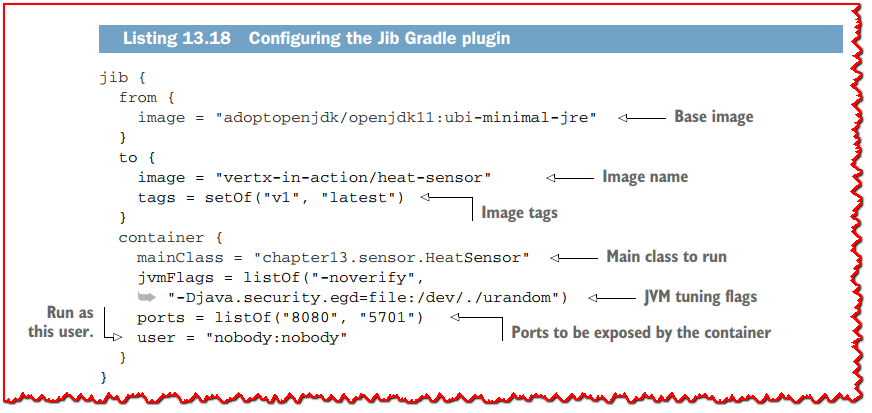 Listing 13.18 Configuring the Jib Gradle plugin
jib {
from {
image = "adoptopenjdk/openjdk11:ubi-minimal-jre"
Base image
}
to {
image = "vertx-in-action/heat-sensor"
Image name
tags = setOf("v1", "latest")
Image tags
}
container {
mainClass = "chapter13.sensor.HeatSensor"
Main class to run
jvmFlags = listOf("-noverify",
"-Djava.security.egd=file:/dev/./urandom")
JVM tuning flags
ports = listOf("8080", "5701")
Ports to be exposed by the container
Run as
this user.
user = "nobody:nobody"
}
}